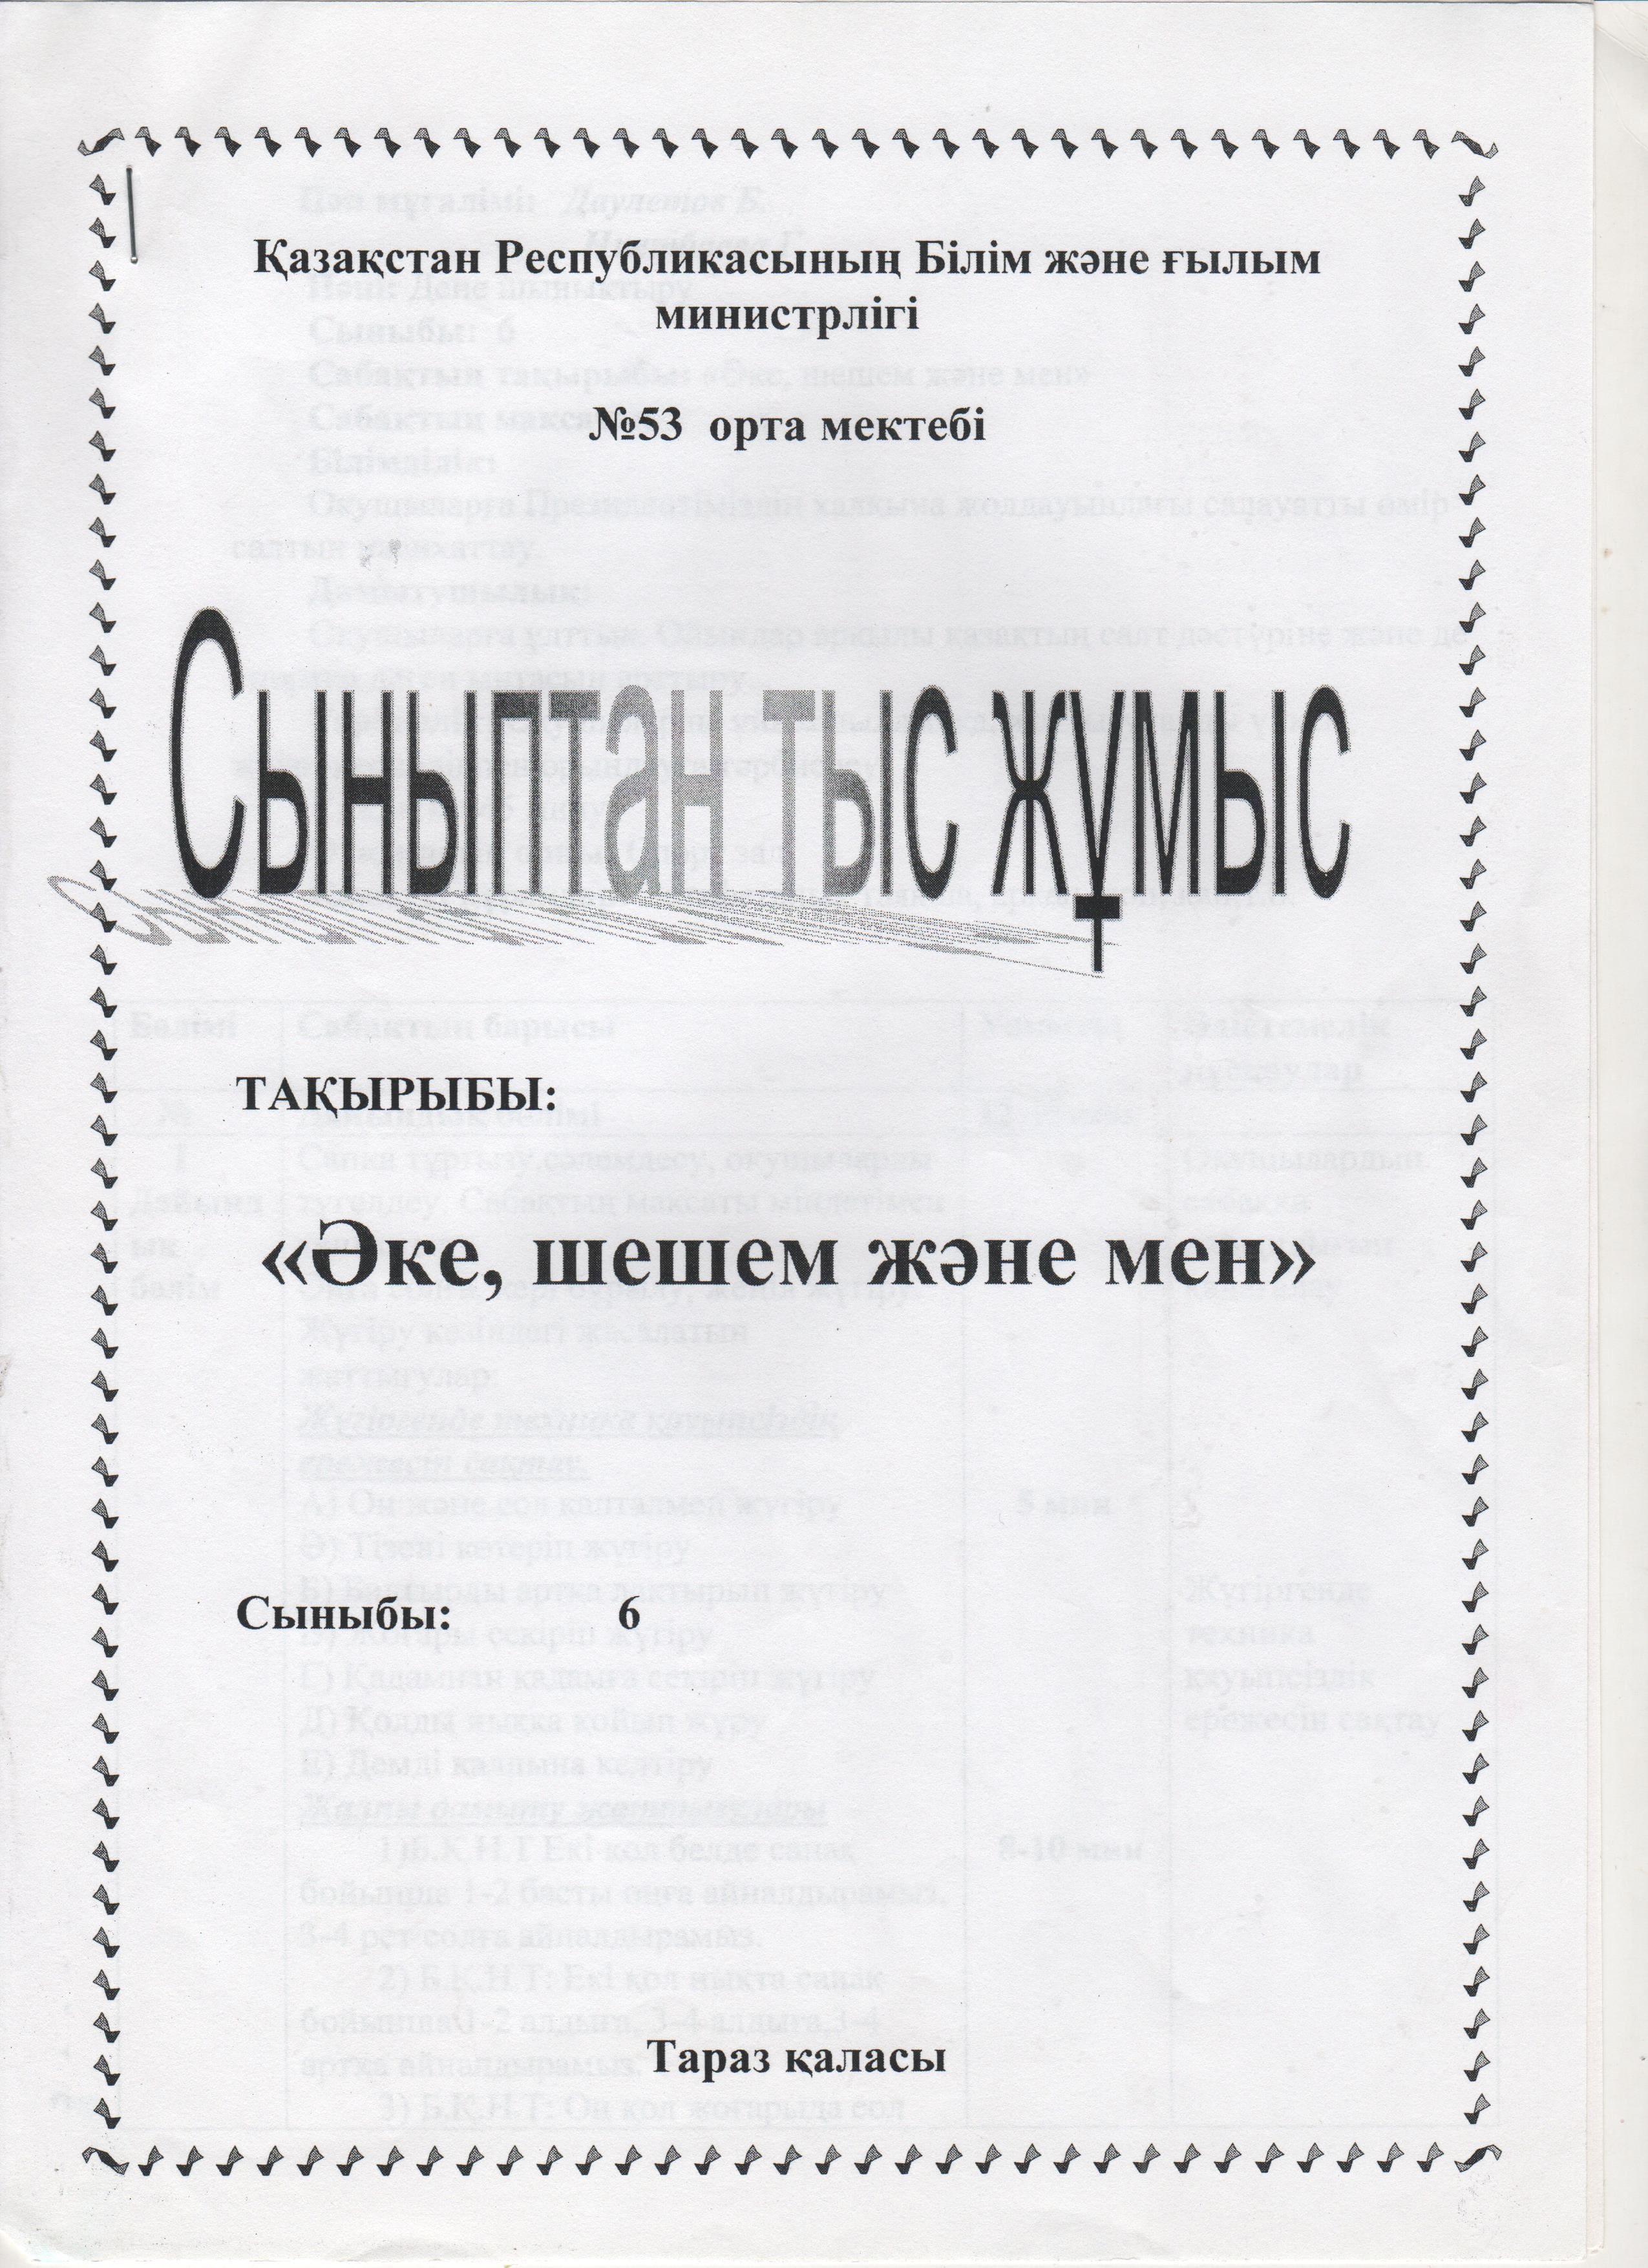 Қазақстан Республикасының Білім және ғылым
министрлігі
№53 орта мектебі
Сыныптан тыс жұмыс
ТАҚЫРЫБЫ:
«Әке, шешем және мен»
Сыныбы: 6
Тараз қаласы